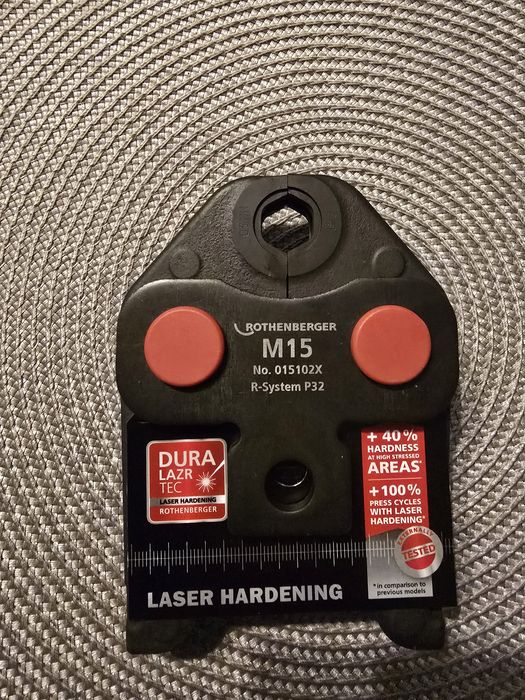 ROTHENBERGER
M15
No. 015102X
R-System P32
DURA
LAZR
TEC
LASER HARDENING
ROTHENBERGER
+ 40%
HARDNESS
AT HIGH STRESSED
AREAS*
+100%
PRESS CYCLES
WITH LASER
HARDENING*
EXTERNALLY
TESTED
*in comparison to
previous models
LASER HARDENING